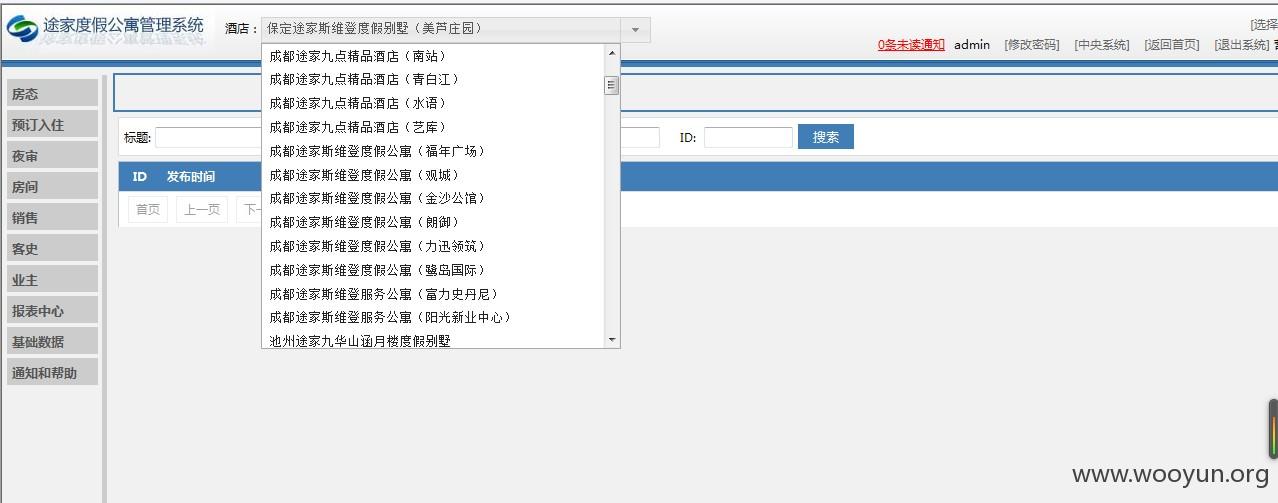 途家度假公寓管理系统
酒店：
保定途家斯维登度假别墅（美芦庄园）
[选择
0条未读通知 admin [修改密码] [中央系统] [返回首页] [退出系统]
成都途家九点精品酒店（南站）
成都途家九点精品酒店（青白江）
成都途家九点精品酒店（水语）
成都途家九点精品酒店（艺库）
成都途家斯维登度假公寓（福年广场）
成都途家斯维登度假公寓（观城）
成都途家斯维登度假公寓（金沙公馆）
成都途家斯维登度假公寓（朗御）
成都途家斯维登度假公寓（力迅领筑）
成都途家斯维登度假公寓（鹭岛国际）
成都途家斯维登服务公寓（富力史丹尼）
成都途家斯维登服务公寓（阳光新业中心）
池州途家九华山涵月楼度假别墅
房态
预订入住
夜审
房间
销售
客史
业主
报表中心
基础数据
通知和帮助
标题:
ID:
搜索
ID 发布时间
首页 上一页 下一
www.wooyun.org